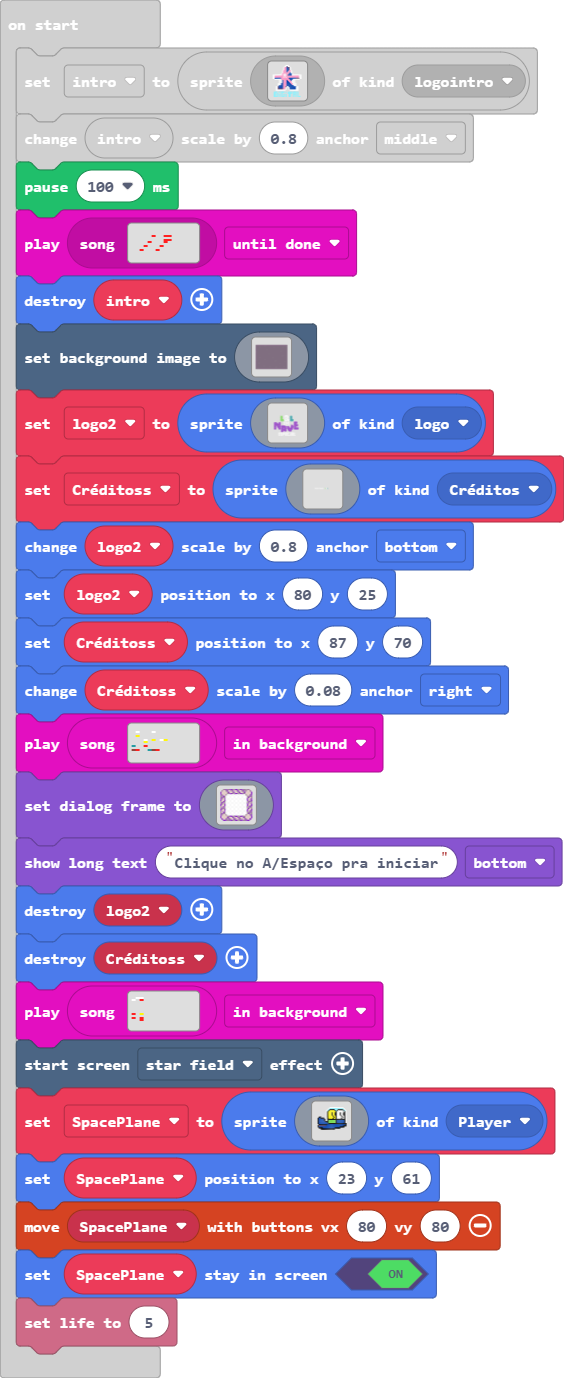 on start
set intro to sprite of kind logointro
change intro scale by 0.8 anchor middle
pause 100 ms
play song until done
destroy intro
set background image to
set logo2 to sprite of kind logo
set Créditoss to sprite of kind Créditos
change logo2 scale by 0.8 anchor bottom
set logo2 position to x 80 y 25
set Créditoss position to x 87 y 70
change Créditoss scale by 0.08 anchor right
play song in background
set dialog frame to
show long text "Clique no A/Espaço pra iniciar" bottom
destroy logo2
destroy Créditoss
play song in background
start screen star field effect
set SpacePlane to sprite of kind Player
set SpacePlane position to x 23 y 61
move SpacePlane with buttons vx 80 vy 80
set SpacePlane stay in screen ON
set life to 5